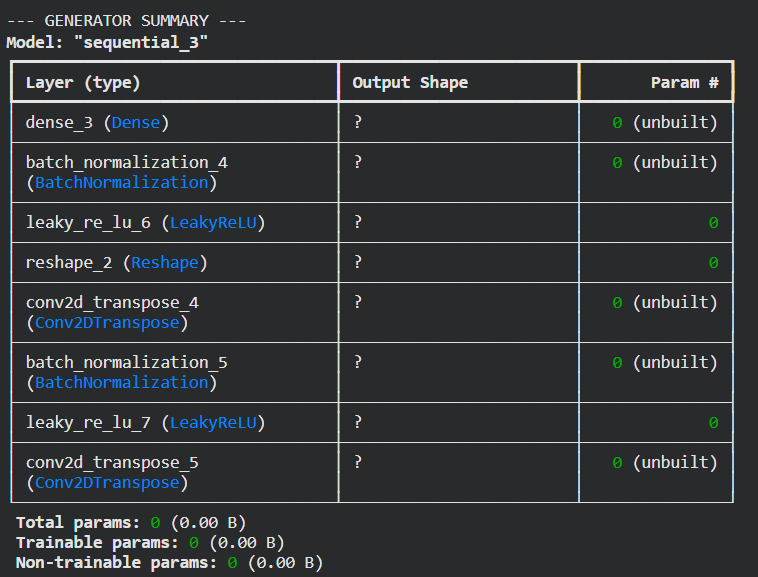 --- GENERATOR SUMMARY ---
Model: "sequential_3"
Layer (type) Output Shape Param #
dense_3 (Dense) ? 0 (unbuilt)
batch_normalization_4 ? 0 (unbuilt)
(BatchNormalization)
leaky_re_lu_6 (LeakyReLU) ? 0
reshape_2 (Reshape) ? 0
conv2d_transpose_4 ? 0 (unbuilt)
(Conv2DTranspose)
batch_normalization_5 ? 0 (unbuilt)
(BatchNormalization)
leaky_re_lu_7 (LeakyReLU) ? 0
conv2d_transpose_5 ? 0 (unbuilt)
(Conv2DTranspose)
Total params: 0 (0.00 B)
Trainable params: 0 (0.00 B)
Non-trainable params: 0 (0.00 B)